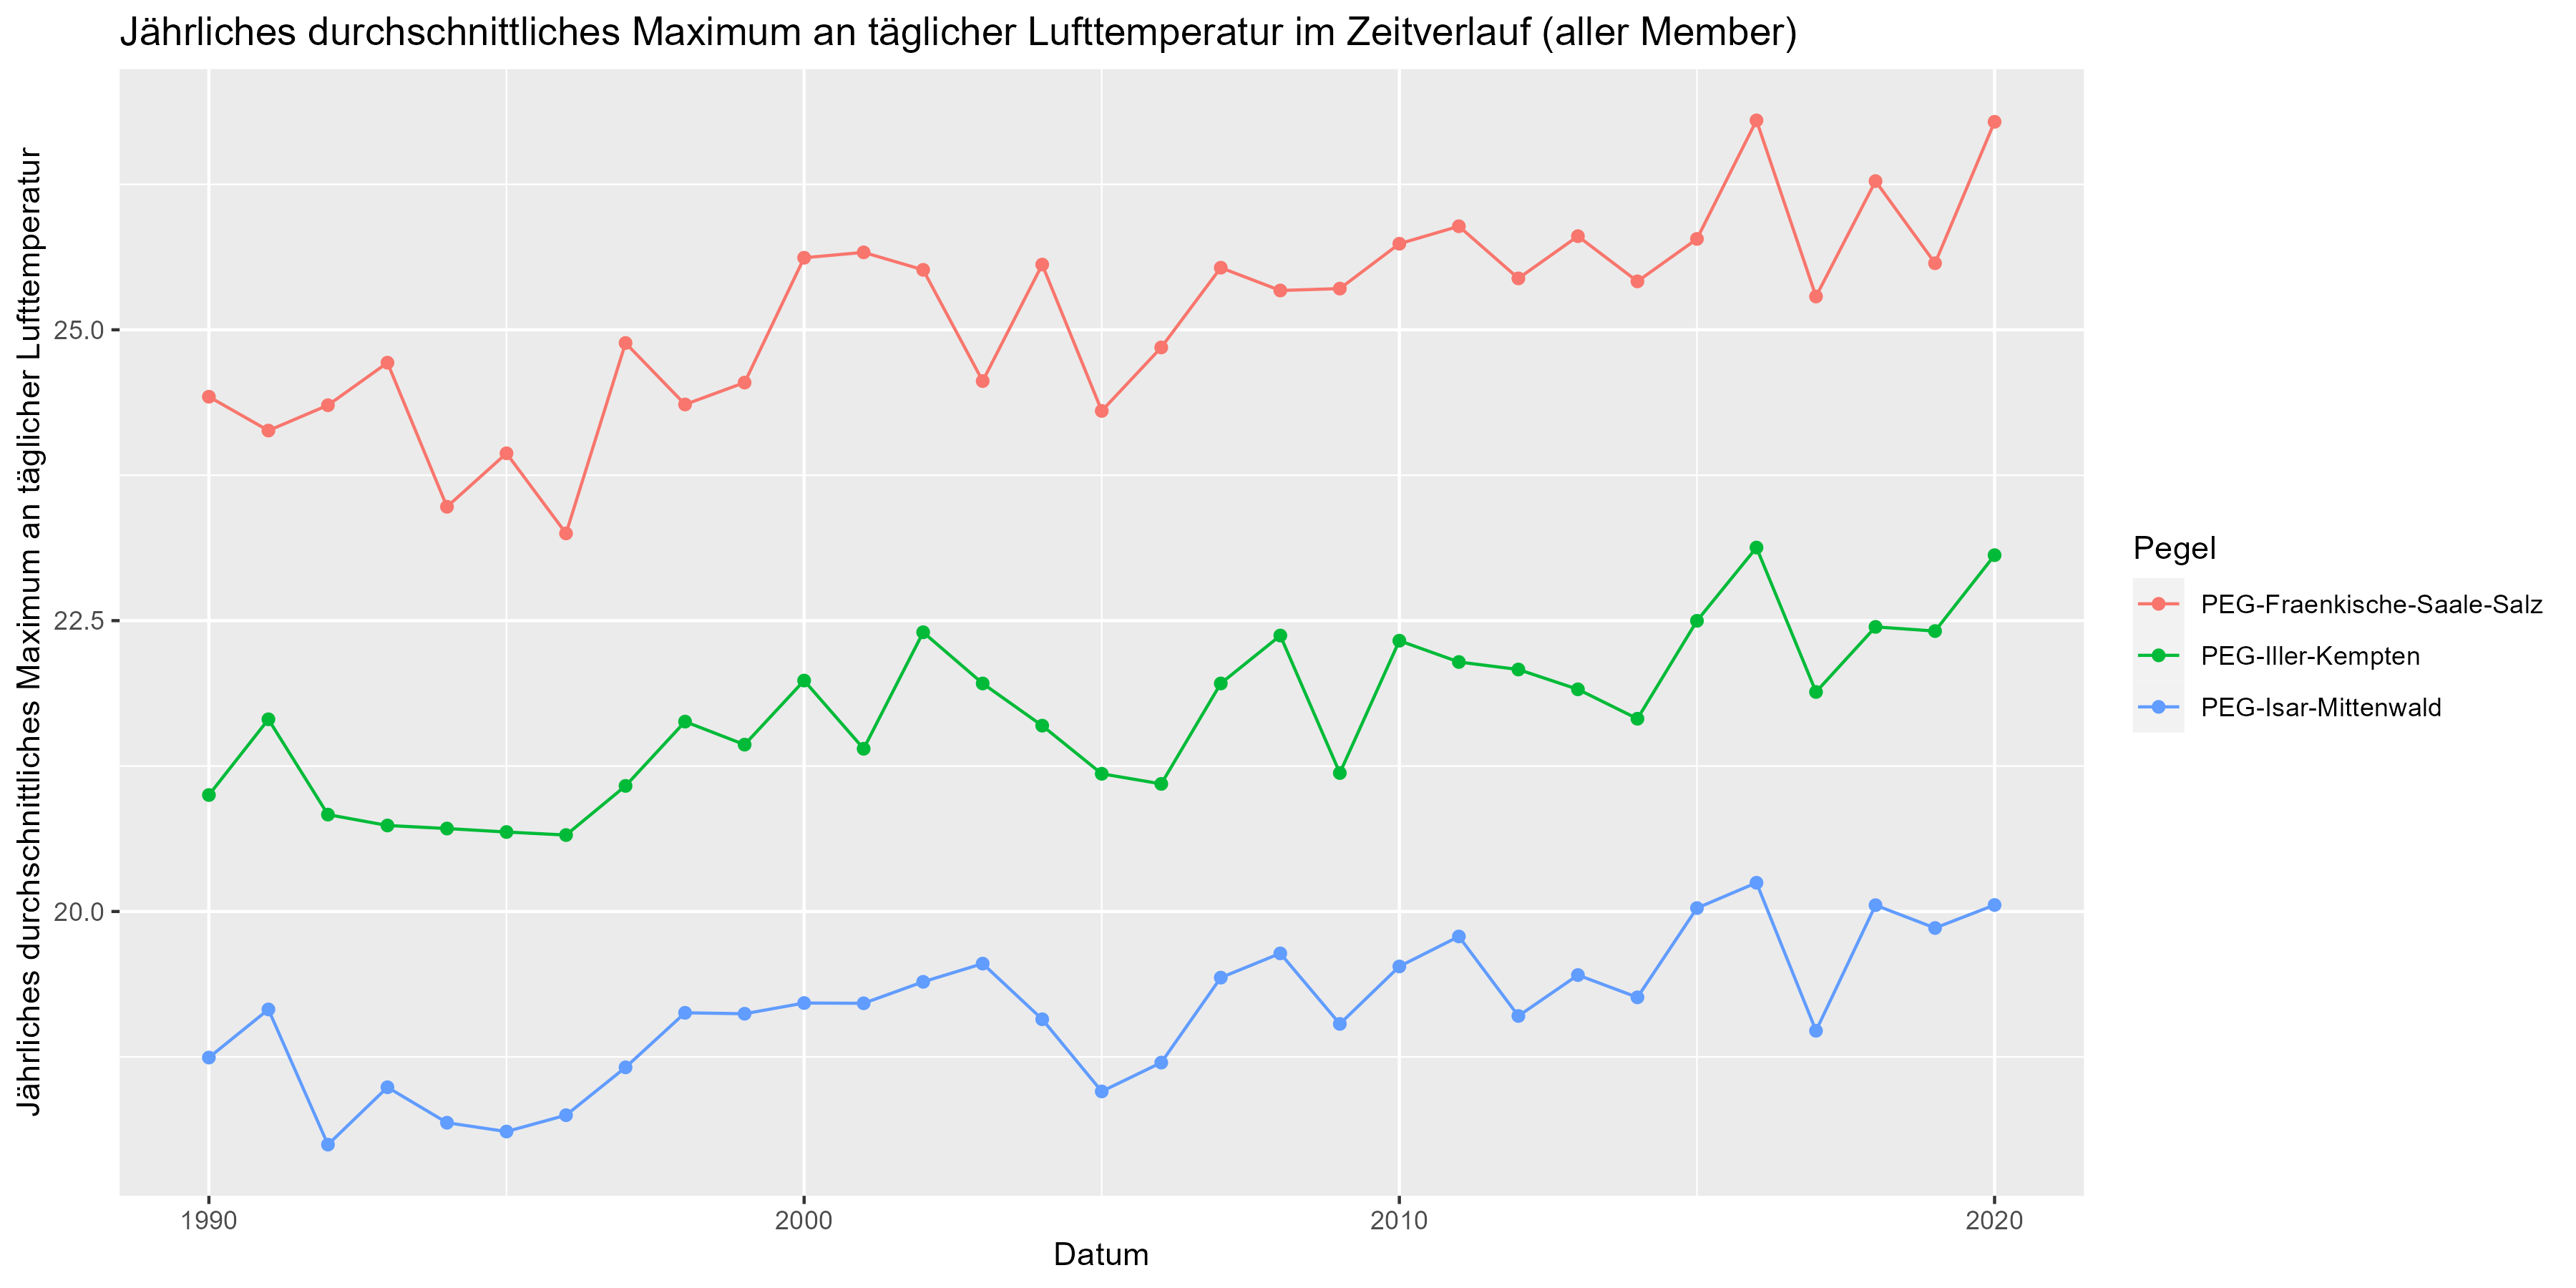 Jährliches durchschnittliches Maximum an täglicher Lufttemperatur im Zeitverlauf (aller Member)
Jährliches durchschnittliches Maximum an täglicher Lufttemperatur
25.0
22.5
20.0
1990
2000
2010
2020
Datum
Pegel
PEG-Fraenkische-Saale-Salz
PEG-Iller-Kempten
PEG-Isar-Mittenwald